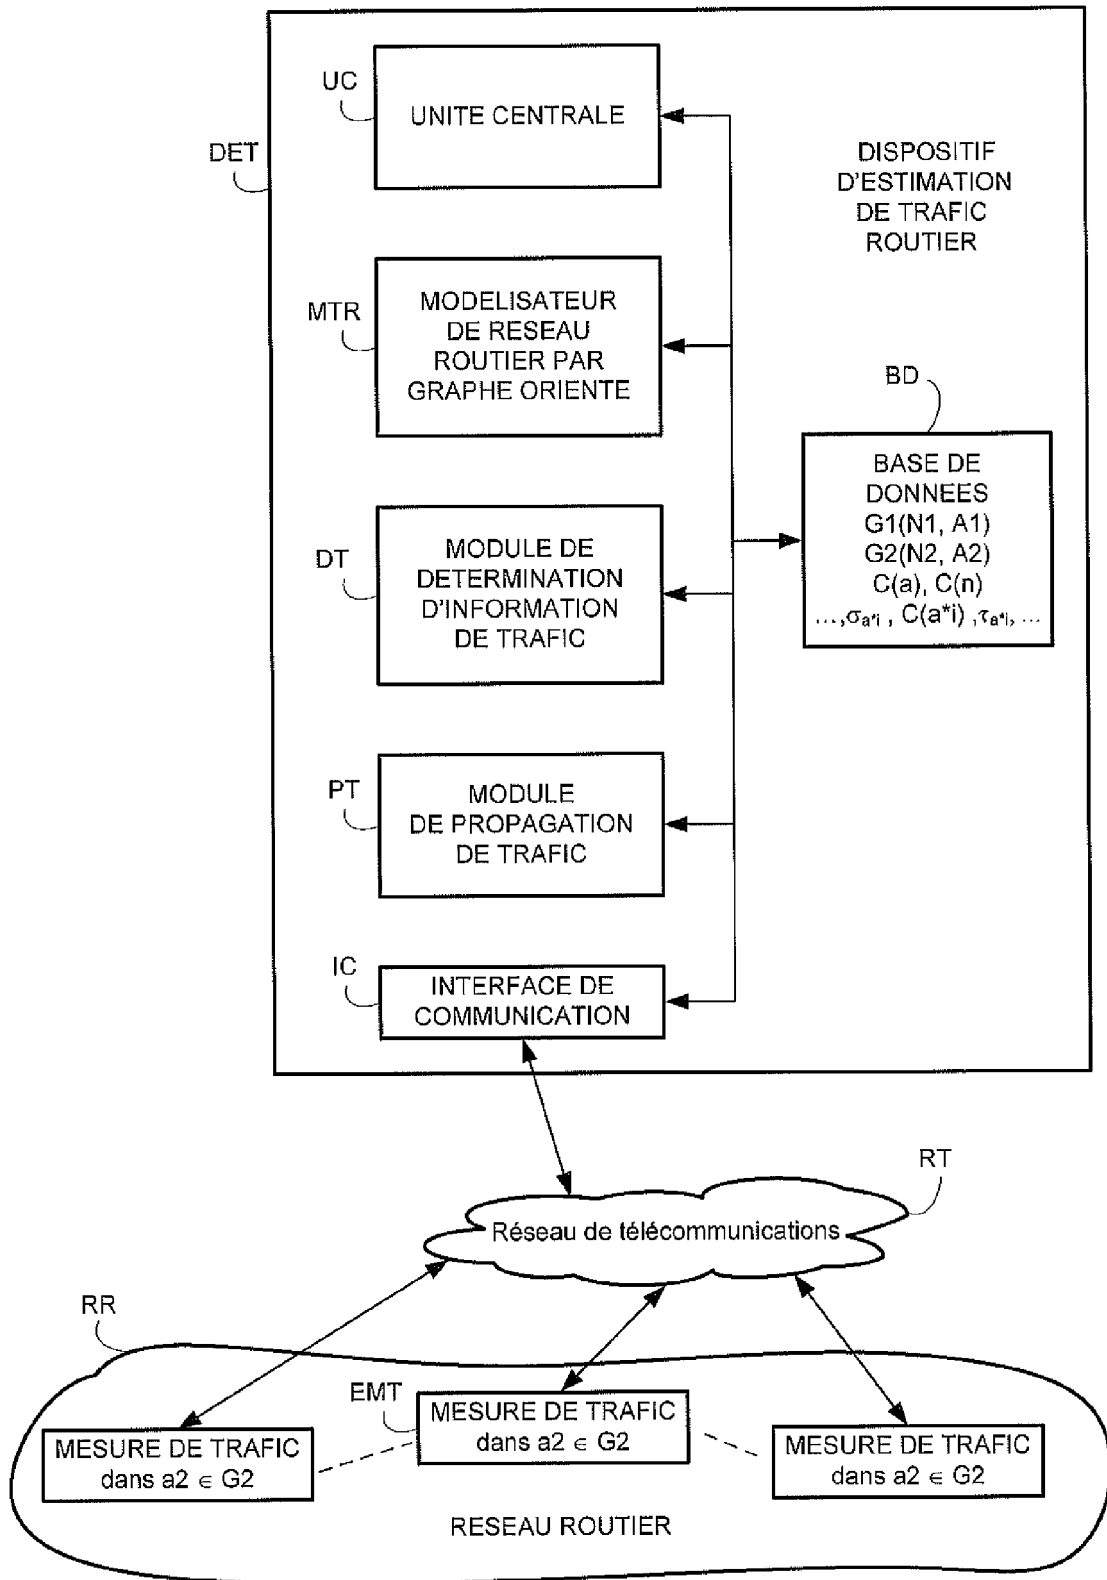 UC
UNITE CENTRALE
DET
DISPOSITIF
D'ESTIMATION
DE TRAFIC
ROUTIER
MTR
MODELISATEUR
DE RESEAU
ROUTIER PAR
GRAPHE ORIENTE
BD
BASE DE
DONNEES
G1(N1, A1)
G2(N2, A2)
C(a), C(n)
...,σa*i , C(a*i) ,τa*i, ...
DT
MODULE DE
DETERMINATION
D'INFORMATION
DE TRAFIC
PT
MODULE
DE PROPAGATION
DE TRAFIC
IC
INTERFACE DE
COMMUNICATION
RT
Réseau de télécommunications
RR
EMT
MESURE DE TRAFIC
dans a2 ∈ G2
MESURE DE TRAFIC
dans a2 ∈ G2
MESURE DE TRAFIC
dans a2 ∈ G2
RESEAU ROUTIER